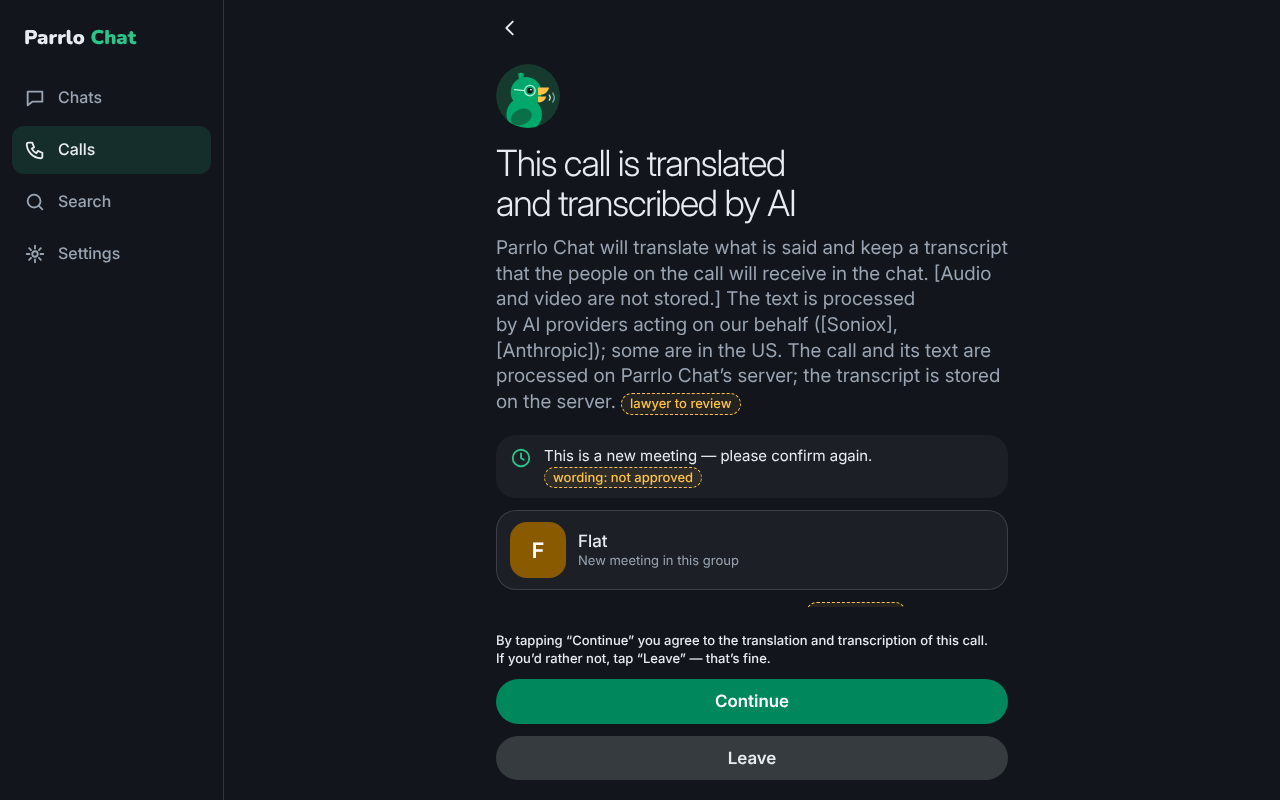 Parrlo Chat
Chats
Calls
Search
Settings
This call is translated
and transcribed by AI
Parrlo Chat will translate what is said and keep a transcript
that the people on the call will receive in the chat. [Audio
and video are not stored.] The text is processed
by AI providers acting on our behalf ([Soniox],
[Anthropic]); some are in the US. The call and its text are
processed on Parrlo Chat’s server; the transcript is stored
on the server. lawyer to review
This is a new meeting — please confirm again.
wording: not approved
F
Flat
New meeting in this group
By tapping “Continue” you agree to the translation and transcription of this call.
If you’d rather not, tap “Leave” — that’s fine.
Continue
Leave